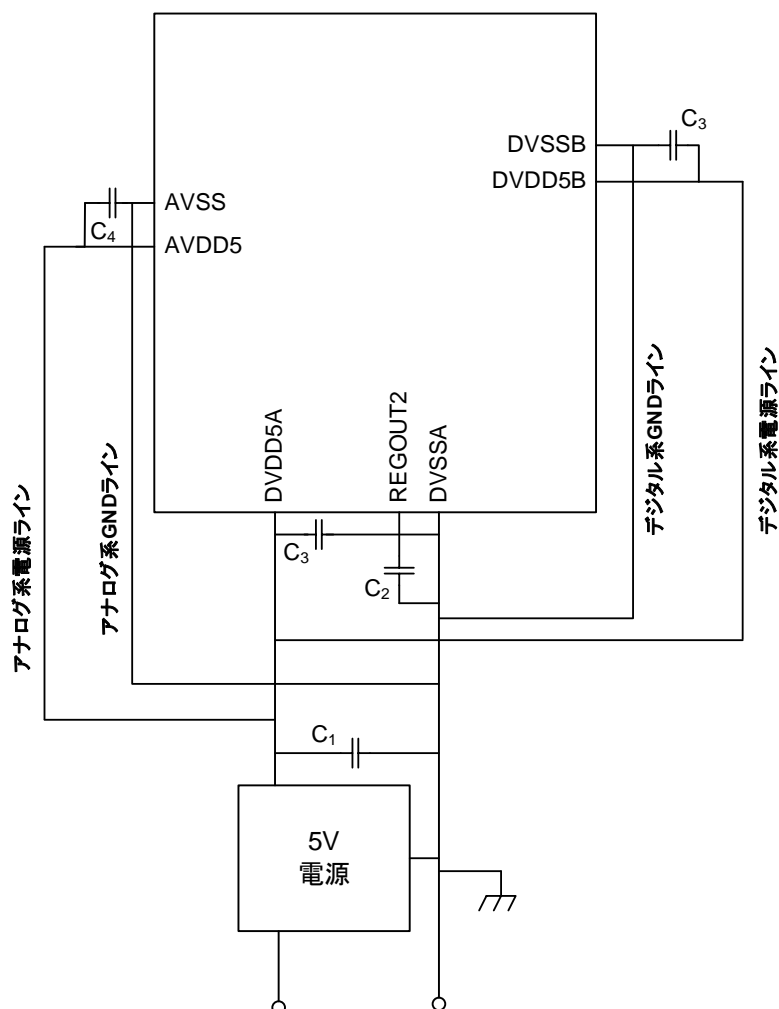 DVSSB
C₃
DVDD5B
AVSS
C₄
AVDD5
DVDD5A
REGOUT2
DVSSA
C₃
C₂
アナログ系電源ライン
アナログ系GNDライン
デジタル系GNDライン
デジタル系電源ライン
C₁
5V
電源